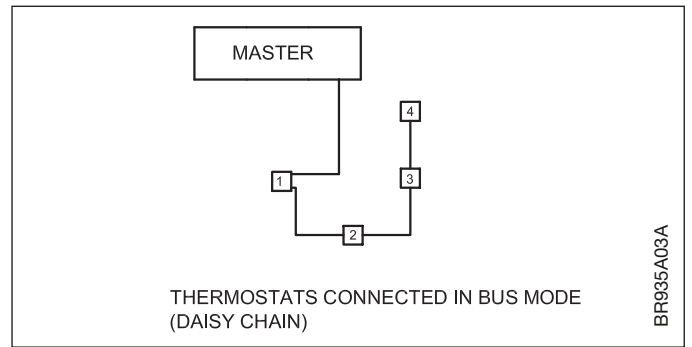 MASTER
4
1
3
2
THERMOSTATS CONNECTED IN BUS MODE
(DAISY CHAIN)
BR935A03A